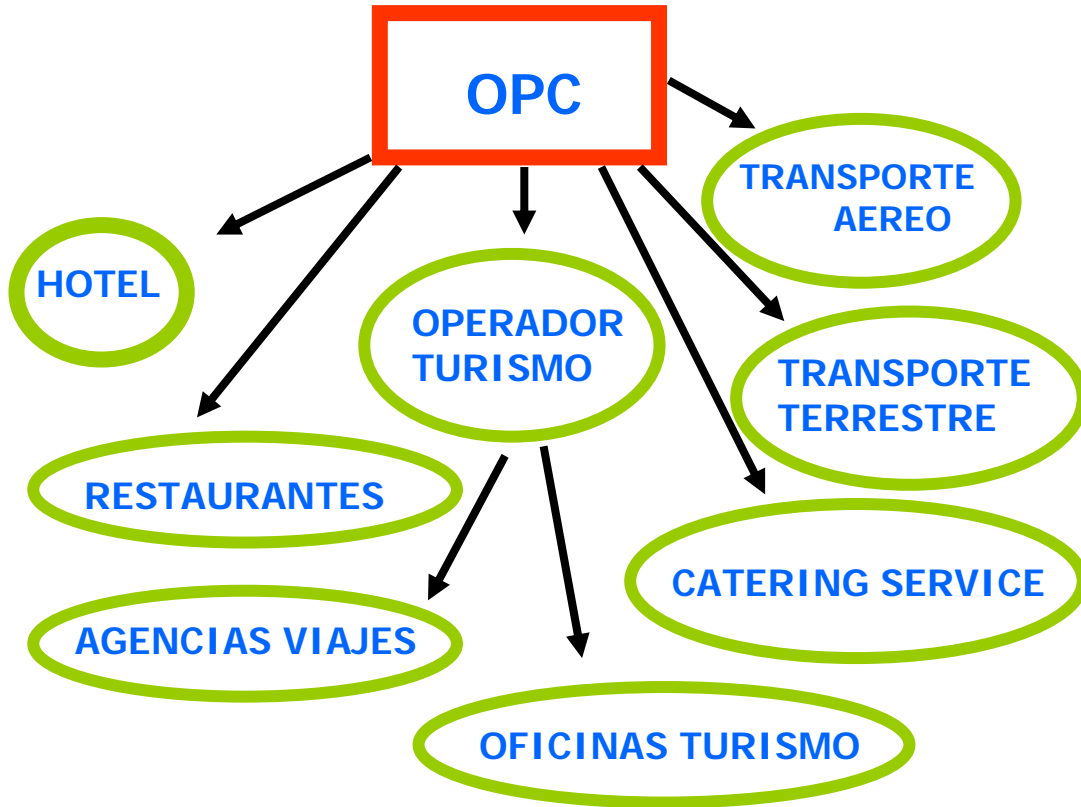 OPC
TRANSPORTE
AEREO
HOTEL
OPERADOR
TURISMO
TRANSPORTE
TERRESTRE
RESTAURANTES
CATERING SERVICE
AGENCIAS VIAJES
OFICINAS TURISMO